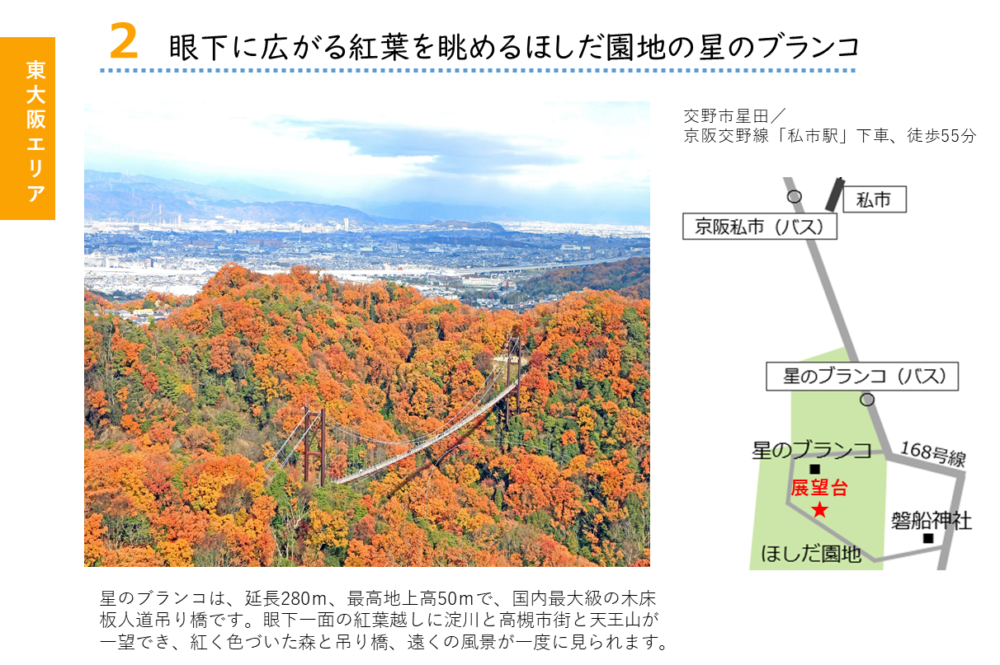 東大阪エリア
2 眼下に広がる紅葉を眺めるほしだ園地の星のブランコ
交野市星田／
京阪交野線「私市駅」下車、徒歩55分
私市
京阪私市（バス）
星のブランコ（バス）
168号線
星のブランコ
展望台
★
磐船神社
ほしだ園地
星のブランコは、延長280m、最高地上高50mで、国内最大級の木床
板人道吊り橋です。眼下一面の紅葉越しに淀川と高槻市街と天王山が
一望でき、紅く色づいた森と吊り橋、遠くの風景が一度に見られます。